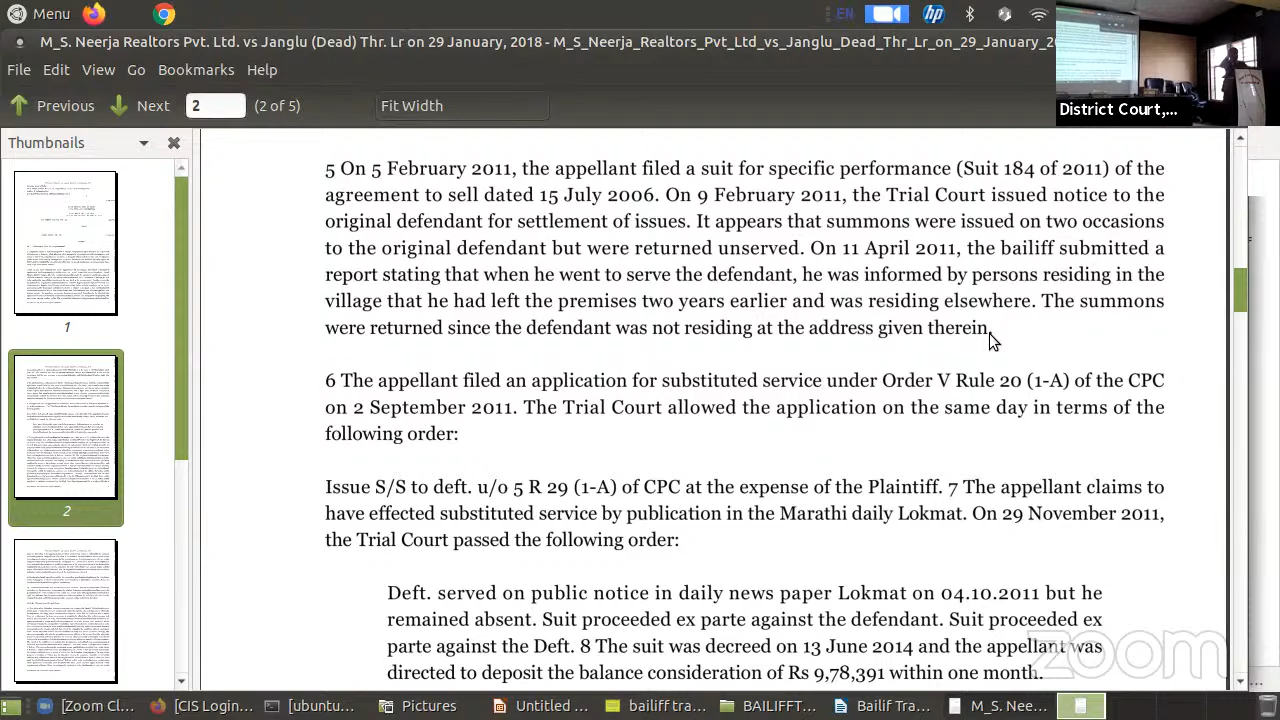 Menu
EN
M_S. Neerja Realtors Pvt. Ltd. vs Janglu (Dead)
District Court,...
File Edit View Go Bookmarks Help
Previous Next 2 (2 of 5) Fit Width
Thumbnails
1
2
5 On 5 February 2011, the appellant filed a suit for specific performance (Suit 184 of 2011) of the
agreement to sell dated 15 July 2006. On 9 February 2011, the Trial Court issued notice to the
original defendant for settlement of issues. It appears that summons were issued on two occasions
to the original defendant but were returned unserved. On 11 April 2011, the bailiff submitted a
report stating that when he went to serve the defendant, he was informed by persons residing in the
village that he had left the premises two years earlier and was residing elsewhere. The summons
were returned since the defendant was not residing at the address given therein.
6 The appellant filed an application for substituted service under Order V Rule 20 (1-A) of the CPC
on 2 September 2011. The Trial Court allowed the application on the same day in terms of the
following order:
Issue S/S to deft. u/o 5 R 29 (1-A) of CPC at the expense of the Plaintiff. 7 The appellant claims to
have effected substituted service by publication in the Marathi daily Lokmat. On 29 November 2011,
the Trial Court passed the following order:
Deft. served on public notice in daily news paper Lokmat on 04.10.2011 but he
remained absent. Suit proceeded ex parte against the defendant. Suit proceeded ex
parte against the Deft. 8 The suit was decreed on 13 June 2014 and the appellant was
directed to deposit the balance consideration of Rs 9,78,391 within one month.
zoom
[Zoom Cl... [CIS Login... [ubuntu... Pictures Untitle... bailiff tra... BAILIFFT... Bailif Tra... M_S. Nee...